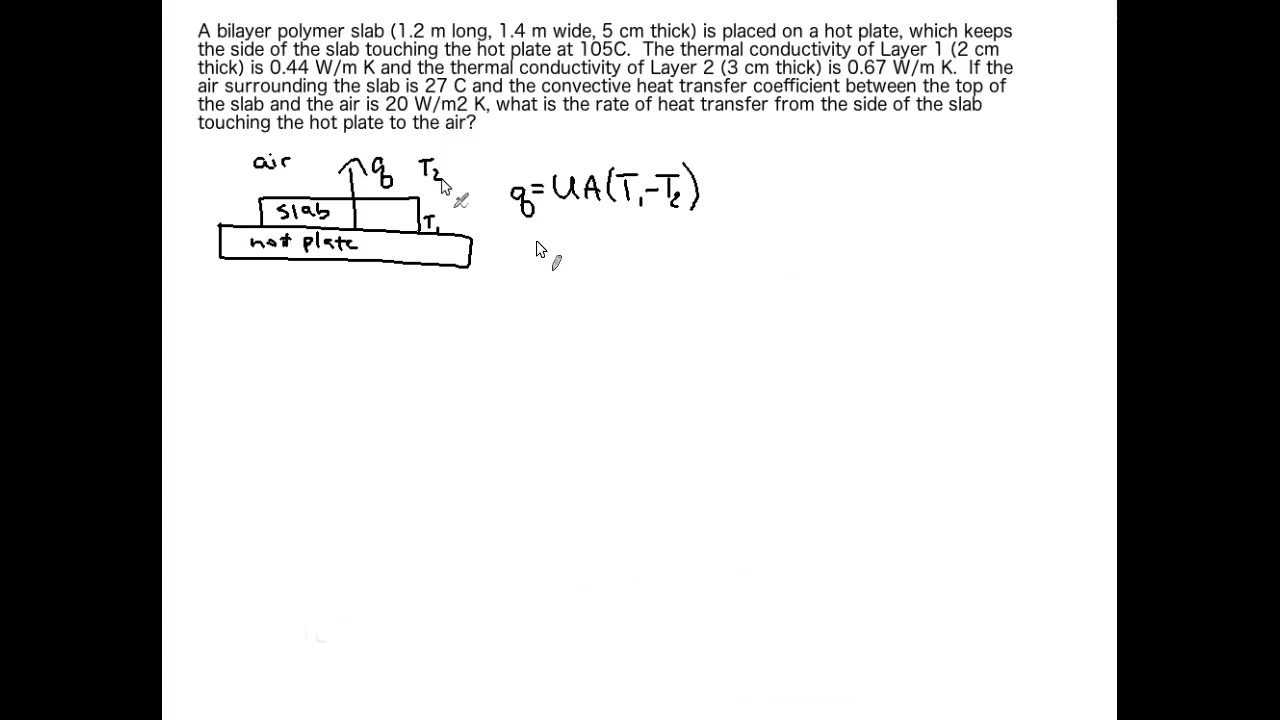 A bilayer polymer slab (1.2 m long, 1.4 m wide, 5 cm thick) is placed on a hot plate, which keeps
the side of the slab touching the hot plate at 105C.  The thermal conductivity of Layer 1 (2 cm
thick) is 0.44 W/m K and the thermal conductivity of Layer 2 (3 cm thick) is 0.67 W/m K.  If the
air surrounding the slab is 27 C and the convective heat transfer coefficient between the top of
the slab and the air is 20 W/m2 K, what is the rate of heat transfer from the side of the slab
touching the hot plate to the air?
air q T₂
q=UA(T₁-T₂)
slab T₁
hot plate